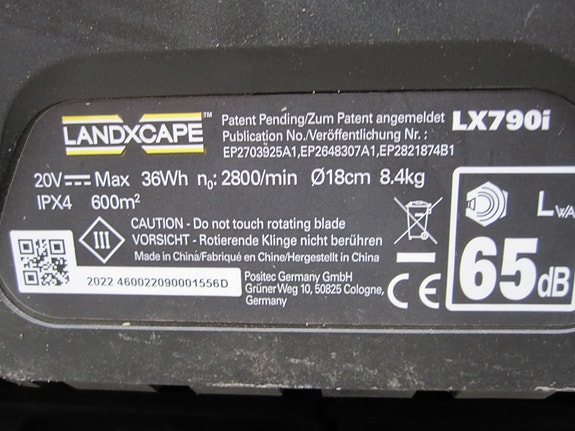 LANDXCAPE™
Patent Pending/Zum Patent angemeldet LX790i
Publication No./Veröffentlichung Nr. :
EP2703925A1,EP2648307A1,EP2821874B1
20V Max 36Wh n₀: 2800/min Ø18cm 8.4kg
IPX4 600m²
III
CAUTION - Do not touch rotating blade
VORSICHT - Rotierende Klinge nicht berühren
Made in China/Fabriqué en Chine/Hergestellt in China
2022 460022090001556D
Positec Germany GmbH
Grüner Weg 10, 50825 Cologne,
Germany
CE
LWA
65dB